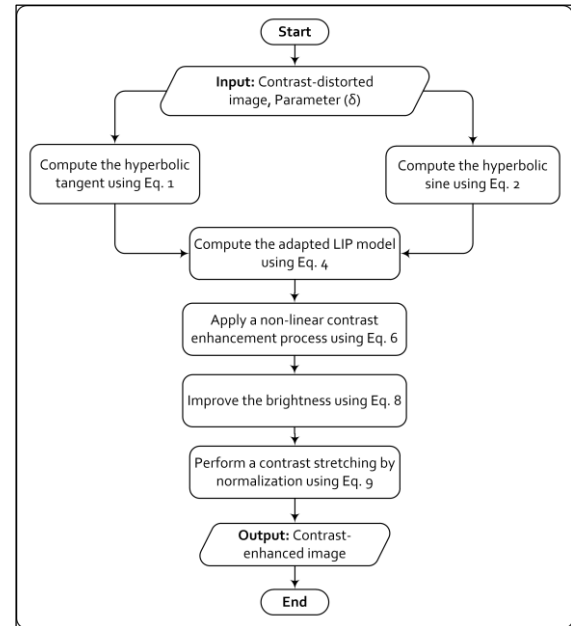 Start
Input: Contrast-distorted
image, Parameter (δ)
Compute the hyperbolic
tangent using Eq. 1
Compute the hyperbolic
sine using Eq. 2
Compute the adapted LIP model
using Eq. 4
Apply a non-linear contrast
enhancement process using Eq. 6
Improve the brightness using Eq. 8
Perform a contrast stretching by
normalization using Eq. 9
Output: Contrast-
enhanced image
End